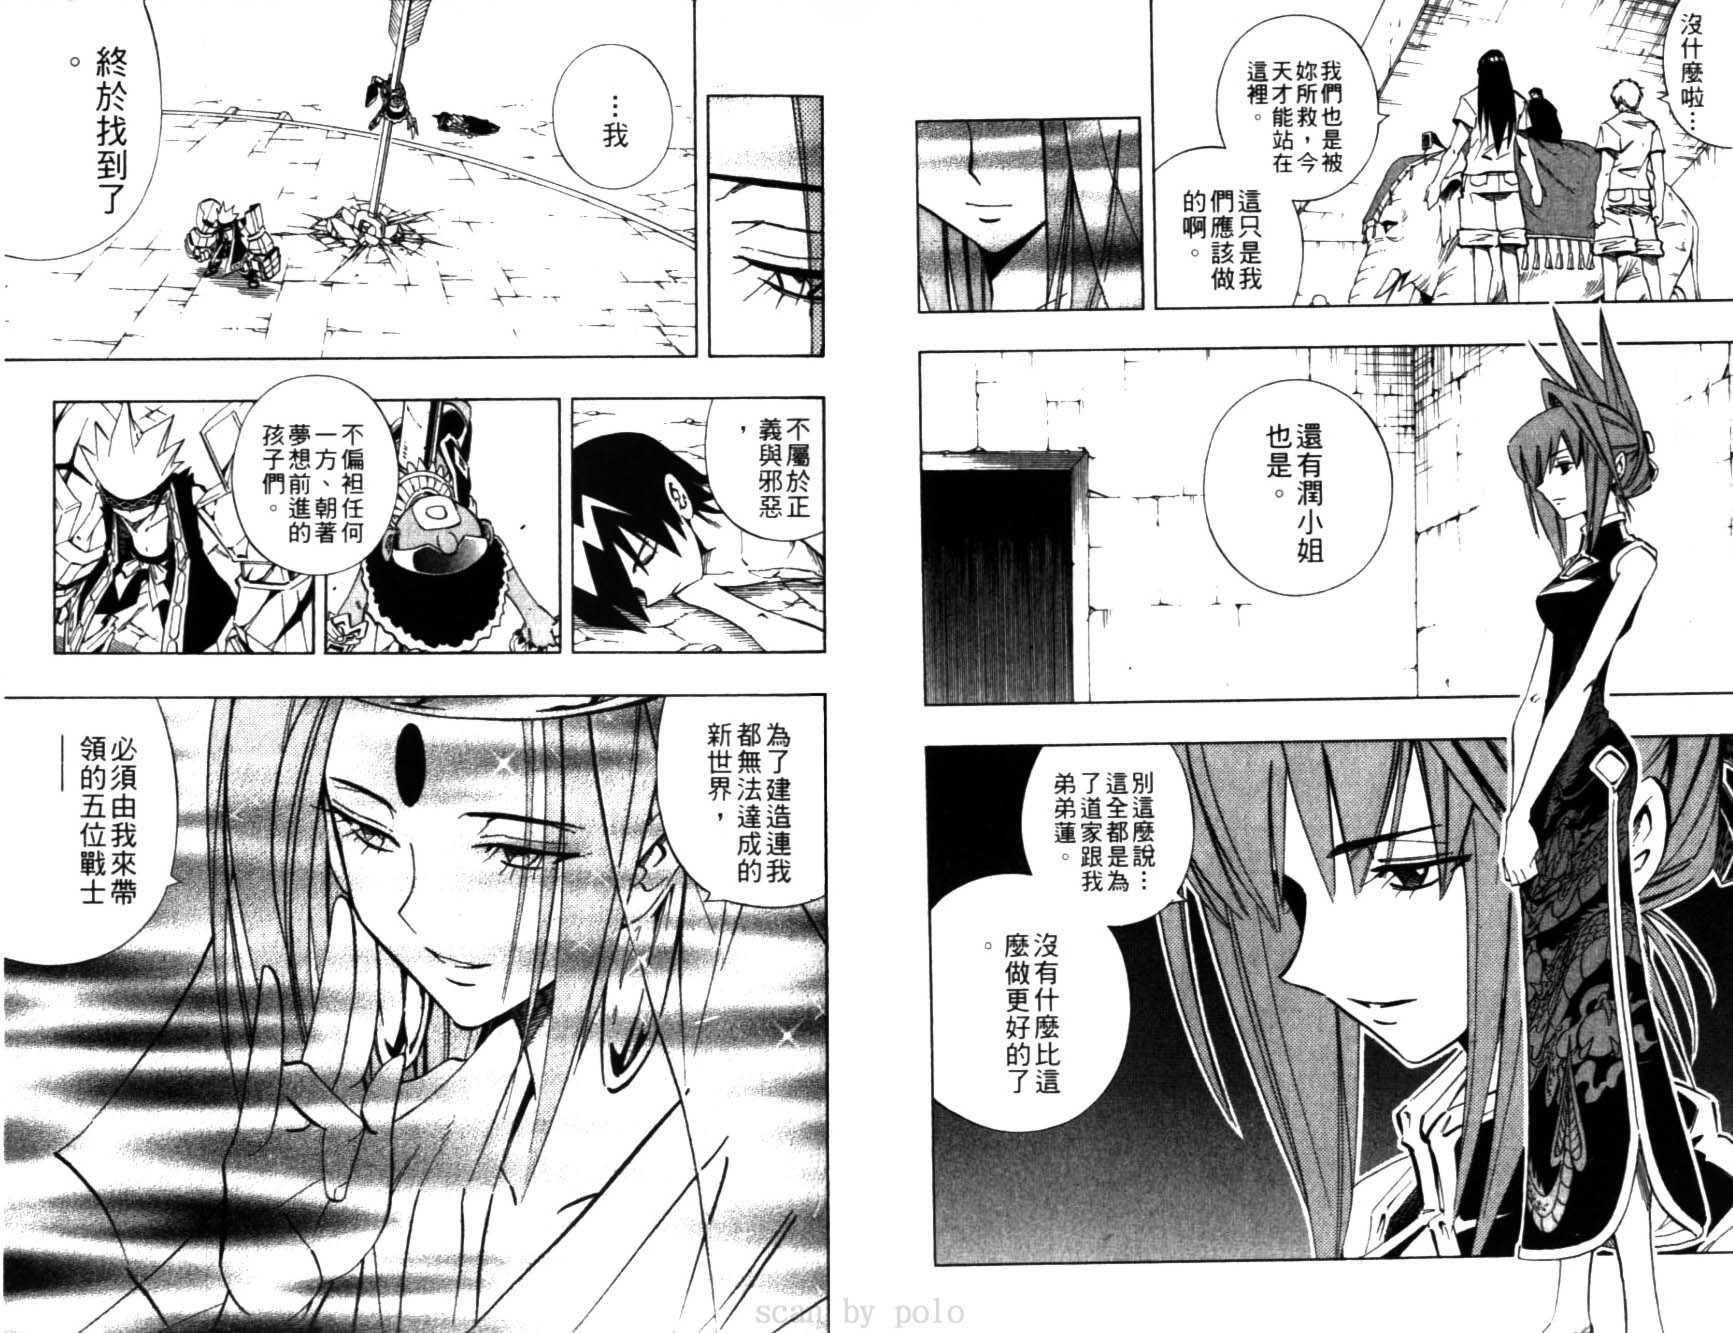 沒什麼啦…
我們也是被
妳所救，今
天才能站在
這裡。
這只是我
們應該做
的啊。
還有潤小姐
也是。
別這麼說…
這全都是為
了道家跟我
弟弟蓮。
沒有什麼比這
麼做更好的了
。
…我
終於找到了
。
不屬於正
義與邪惡
，
不偏袒任何
一方、朝著
夢想前進的
孩子們。
為了建造連我
都無法達成的
新世界，
必須由我來帶
領的五位戰士
——
scan by polo